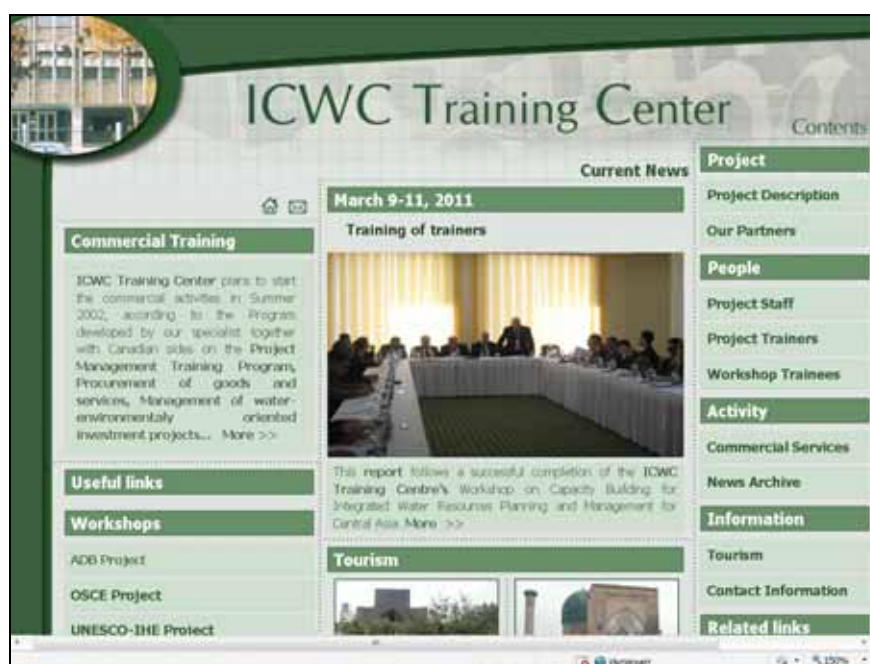 ICWC Training Center
Contents
Current News
Commercial Training
ICWC Training Center plans to start
the commercial activities in Summer
2002, according to the Program
developed by our specialist together
with Canadian sides on the Project
Management Training Program,
Procurement of goods and
services, Management of water-
environmentaly oriented
investment projects... More >>
Useful links
Workshops
ADB Project
OSCE Project
UNESCO-IHE Project
March 9-11, 2011
Training of trainers
This report follows a successful completion of the ICWC
Training Centre's Workshop on Capacity Building for
Integrated Water Resources Planning and Management for
Central Asia. More >>
Tourism
Project
Project Description
Our Partners
People
Project Staff
Project Trainers
Workshop Trainees
Activity
Commercial Services
News Archive
Information
Tourism
Contact Information
Related links
150%